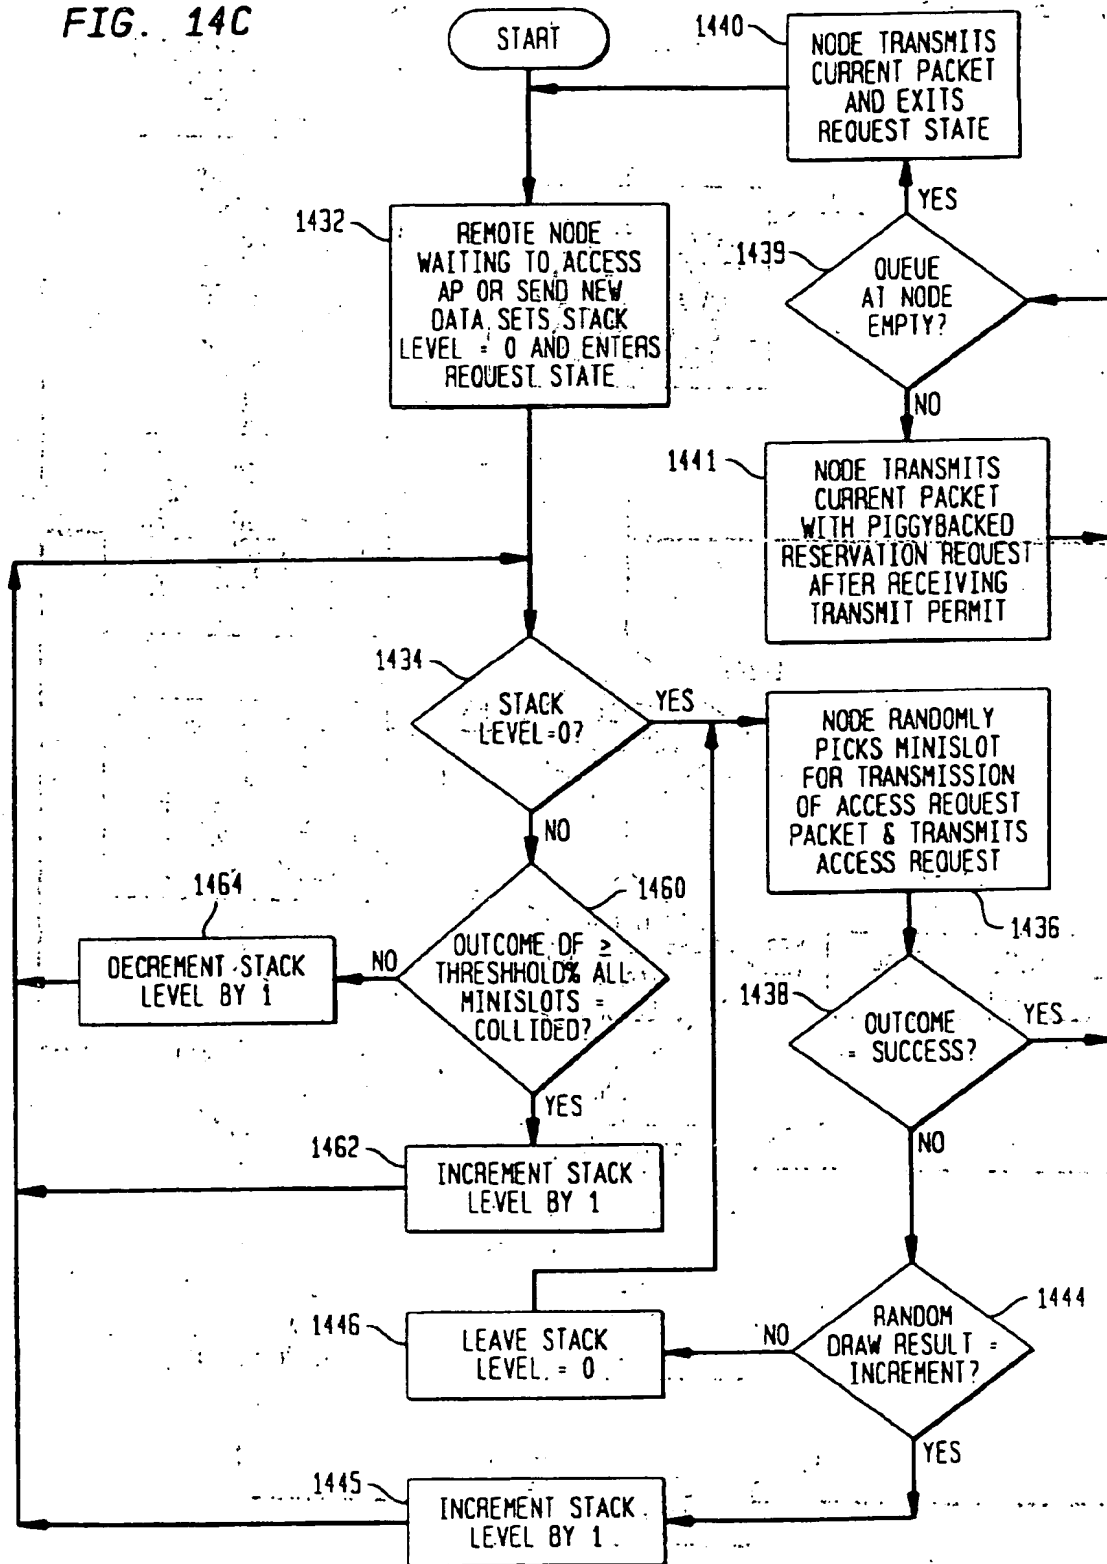 FIG. 14C
START
1440
NODE TRANSMITS
CURRENT PACKET
AND EXITS
REQUEST STATE
YES
1432
REMOTE NODE
WAITING TO ACCESS
AP OR SEND NEW
DATA SETS STACK
LEVEL = 0 AND ENTERS
REQUEST STATE
1439
QUEUE
AT NODE
EMPTY?
NO
1441
NODE TRANSMITS
CURRENT PACKET
WITH PIGGYBACKED
RESERVATION REQUEST
AFTER RECEIVING
TRANSMIT PERMIT
1434
STACK
LEVEL=0?
YES
NO
NODE RANDOMLY
PICKS MINISLOT
FOR TRANSMISSION
OF ACCESS REQUEST
PACKET & TRANSMITS
ACCESS REQUEST
1436
1464
DECREMENT STACK
LEVEL BY 1
NO
1460
OUTCOME OF ≥
THRESHHOLD% ALL
MINISLOTS =
COLLIDED?
YES
1438
OUTCOME
= SUCCESS?
YES
NO
1462
INCREMENT STACK
LEVEL BY 1
1446
LEAVE STACK
LEVEL = 0
NO
1444
RANDOM
DRAW RESULT =
INCREMENT?
YES
1445
INCREMENT STACK
LEVEL BY 1